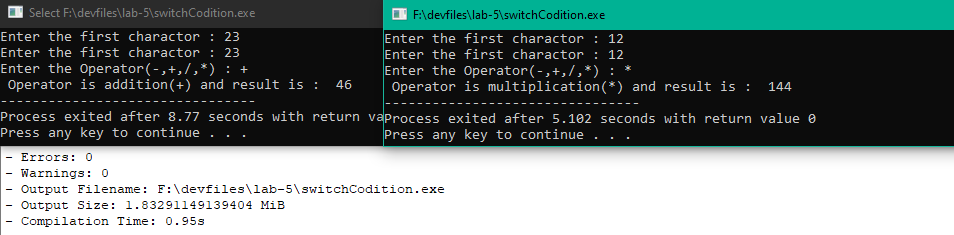 Select F:\devfiles\lab-5\switchCodition.exe
Enter the first charactor : 23
Enter the first charactor : 23
Enter the Operator(-,+,/,*) : +
Operator is addition(+) and result is :  46
--------------------------------
Process exited after 8.77 seconds with return va
Press any key to continue . . .
F:\devfiles\lab-5\switchCodition.exe
Enter the first charactor : 12
Enter the first charactor : 12
Enter the Operator(-,+,/,*) : *
Operator is multiplication(*) and result is :  144
--------------------------------
Process exited after 5.102 seconds with return value 0
Press any key to continue . . .
- Errors: 0
- Warnings: 0
- Output Filename: F:\devfiles\lab-5\switchCodition.exe
- Output Size: 1.83291149139404 MiB
- Compilation Time: 0.95s